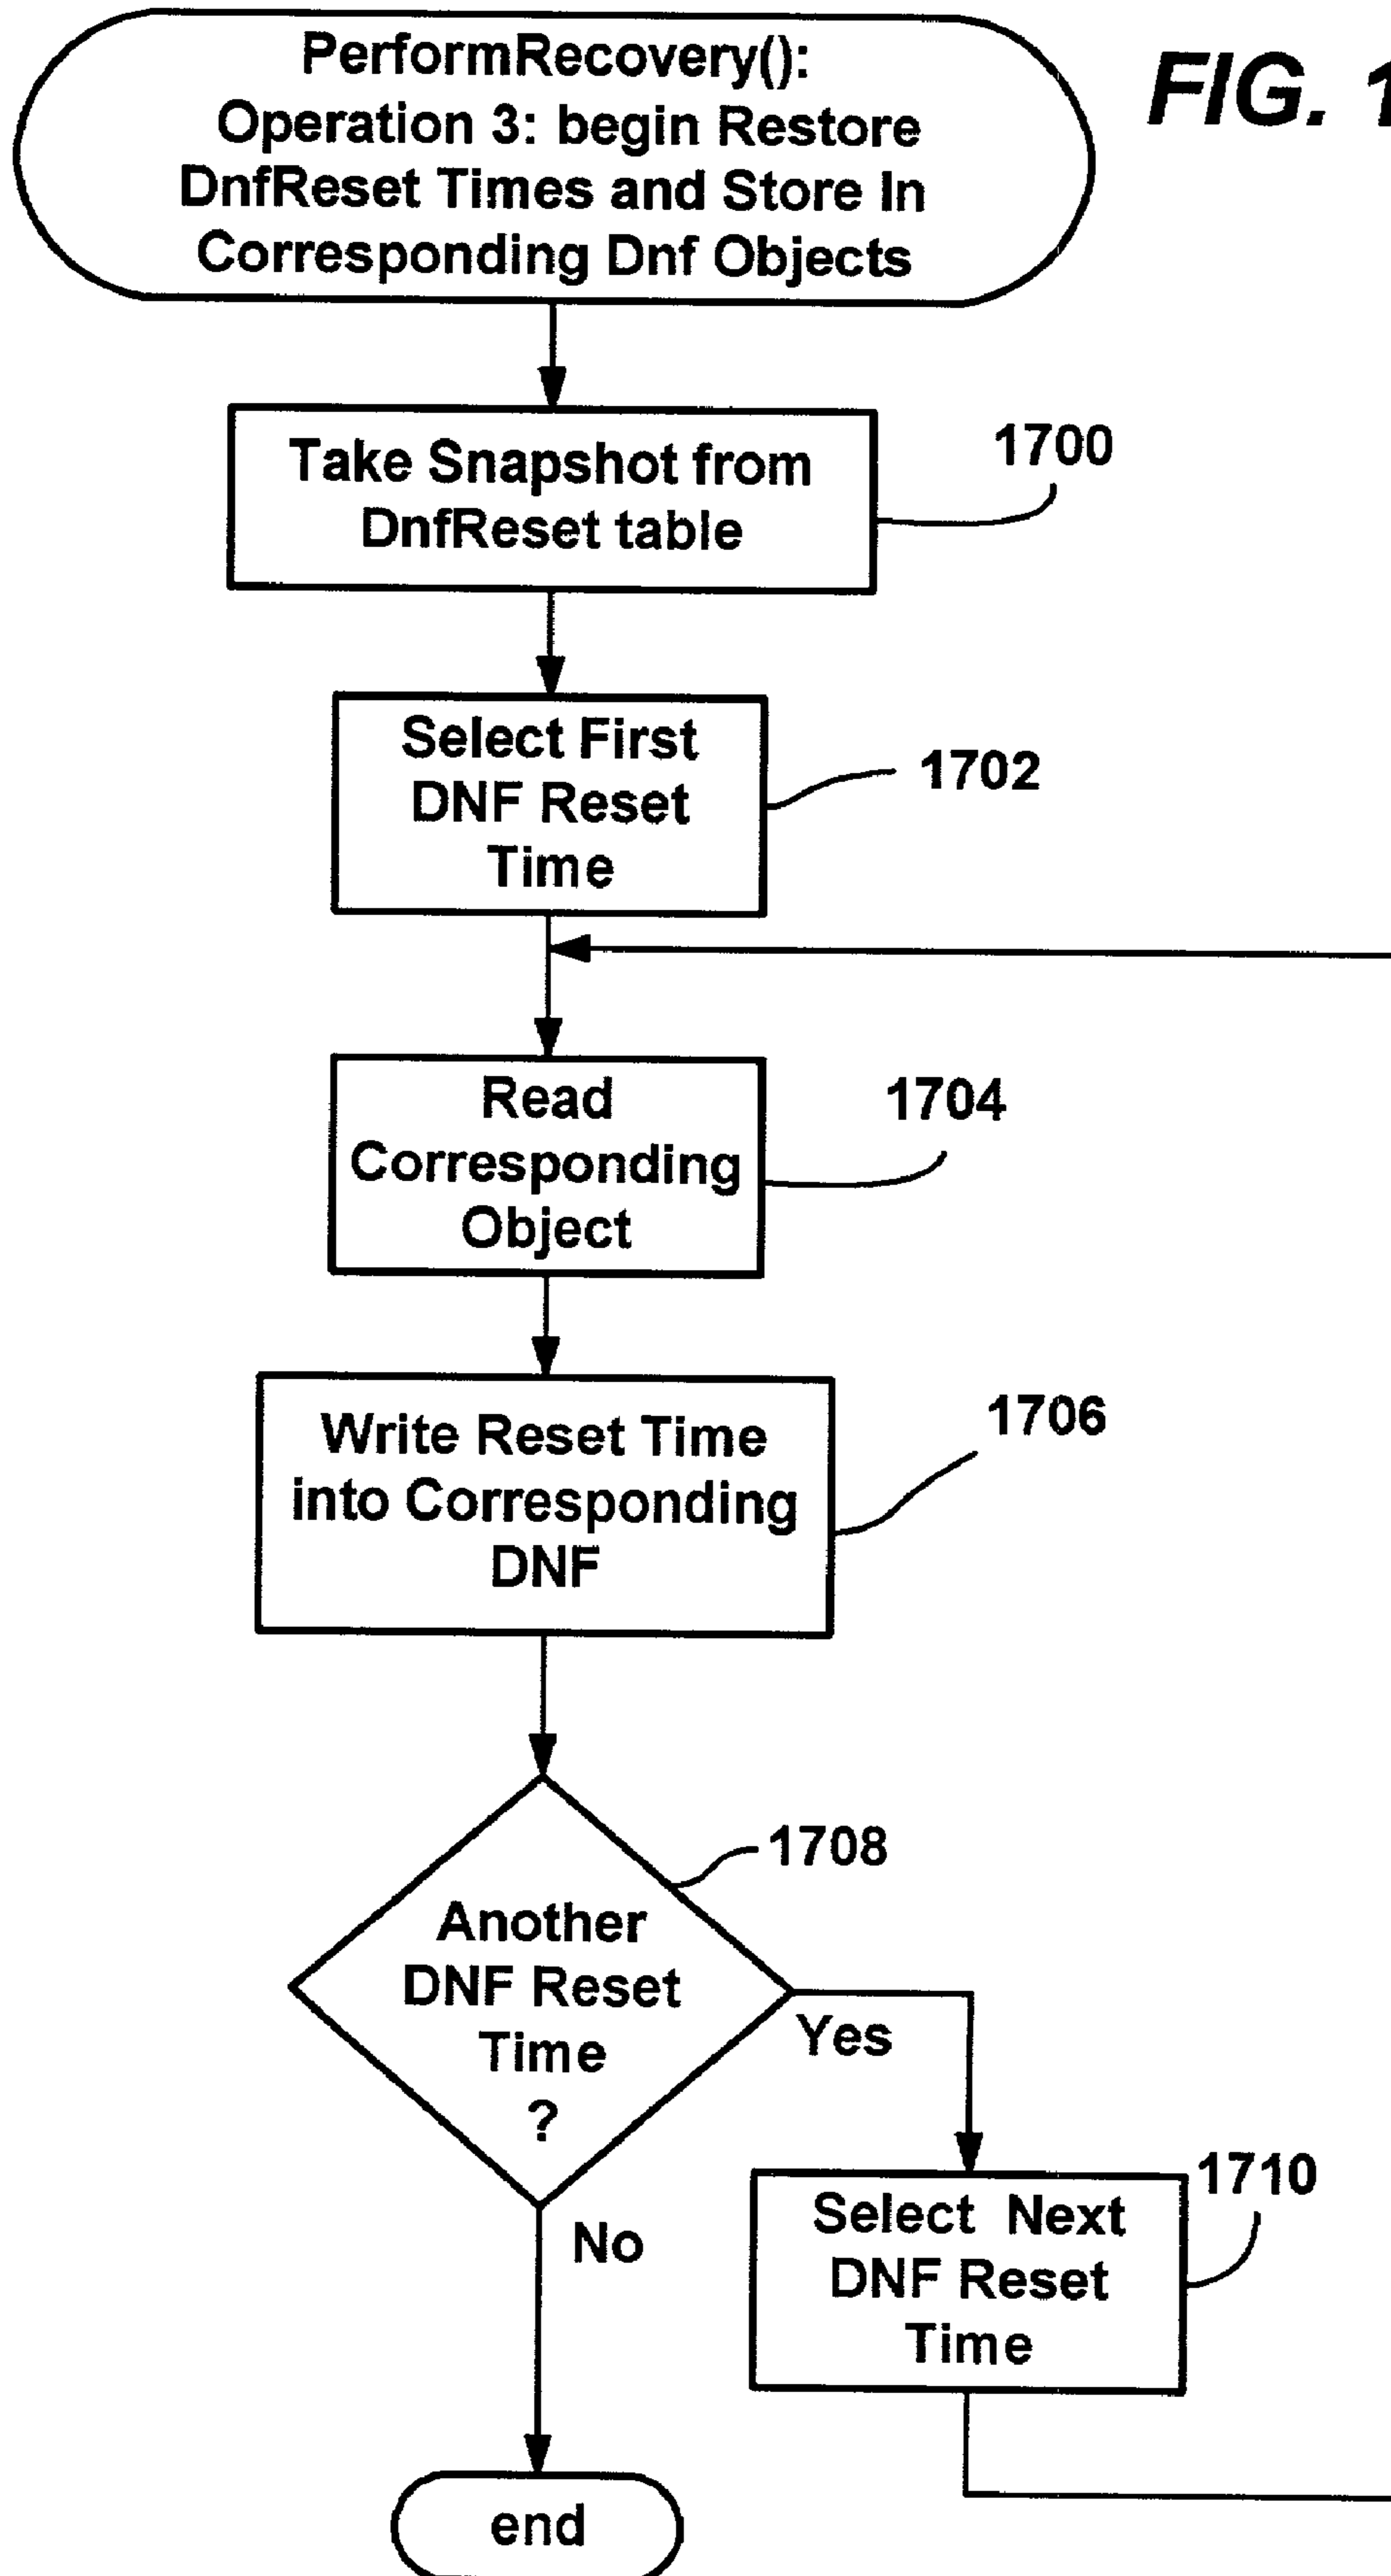 PerformRecovery():
Operation 3: begin Restore
DnfReset Times and Store In
Corresponding Dnf Objects
FIG. 1
Take Snapshot from
DnfReset table
1700
Select First
DNF Reset
Time
1702
Read
Corresponding
Object
1704
Write Reset Time
into Corresponding
DNF
1706
1708
Another
DNF Reset
Time
?
Yes
No
Select Next
DNF Reset
Time
1710
end